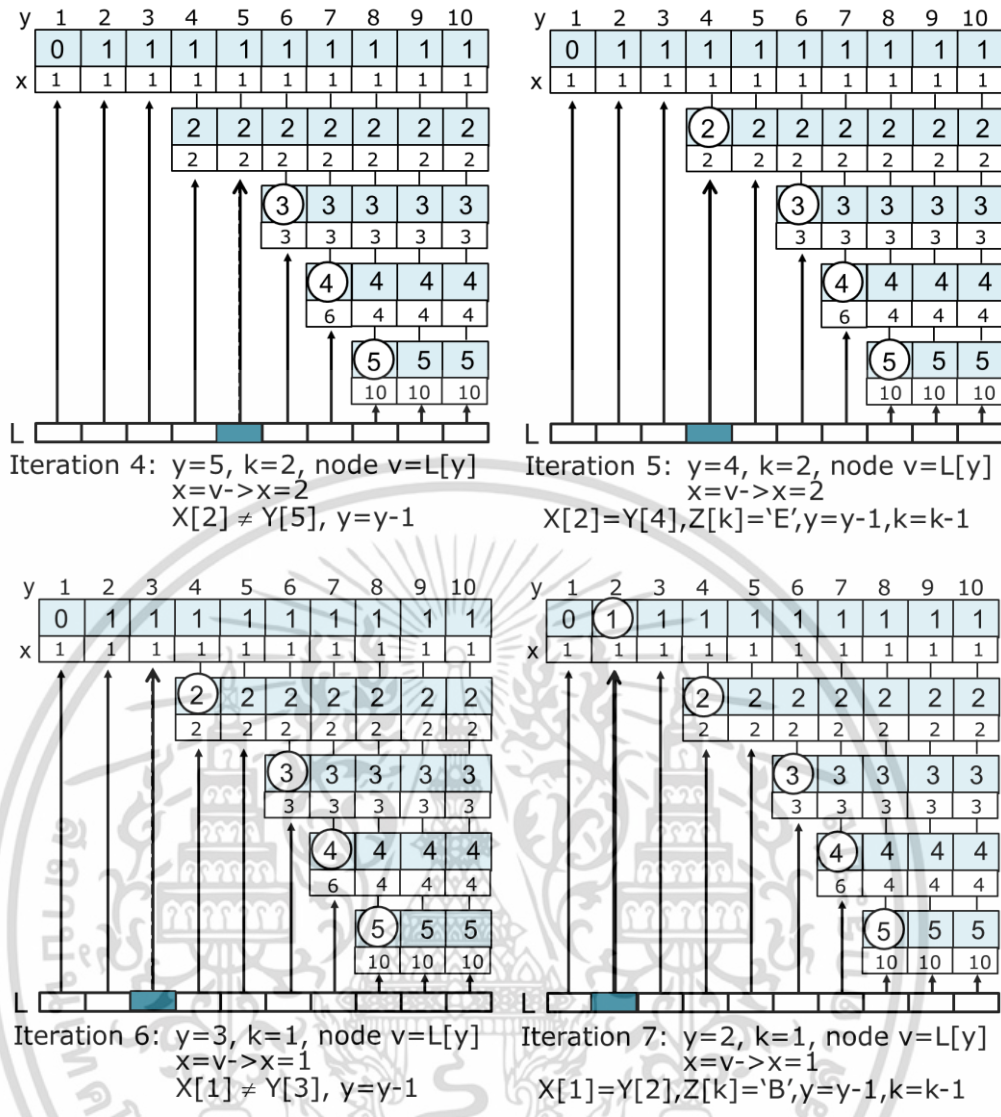 y 1 2 3 4 5 6 7 8 9 10
0 1 1 1 1 1 1 1 1 1
x 1 1 1 1 1 1 1 1 1 1
2 2 2 2 2 2 2
2 2 2 2 2 2 2
3 3 3 3 3
3 3 3 3 3
4 4 4 4
6 4 4 4
5 5 5
10 10 10
L
Iteration 4: y=5, k=2, node v=L[y]
x=v->x=2
X[2] ≠ Y[5], y=y-1
y 1 2 3 4 5 6 7 8 9 10
0 1 1 1 1 1 1 1 1 1
x 1 1 1 1 1 1 1 1 1 1
2 2 2 2 2 2 2
2 2 2 2 2 2 2
3 3 3 3 3
3 3 3 3 3
4 4 4 4
6 4 4 4
5 5 5
10 10 10
L
Iteration 5: y=4, k=2, node v=L[y]
x=v->x=2
X[2]=Y[4],Z[k]=‘E’,y=y-1,k=k-1
y 1 2 3 4 5 6 7 8 9 10
0 1 1 1 1 1 1 1 1 1
x 1 1 1 1 1 1 1 1 1 1
2 2 2 2 2 2 2
2 2 2 2 2 2 2
3 3 3 3 3
3 3 3 3 3
4 4 4 4
6 4 4 4
5 5 5
10 10 10
L
Iteration 6: y=3, k=1, node v=L[y]
x=v->x=1
X[1] ≠ Y[3], y=y-1
y 1 2 3 4 5 6 7 8 9 10
0 1 1 1 1 1 1 1 1 1
x 1 1 1 1 1 1 1 1 1 1
2 2 2 2 2 2 2
2 2 2 2 2 2 2
3 3 3 3 3
3 3 3 3 3
4 4 4 4
6 4 4 4
5 5 5
10 10 10
L
Iteration 7: y=2, k=1, node v=L[y]
x=v->x=1
X[1]=Y[2],Z[k]=‘B’,y=y-1,k=k-1